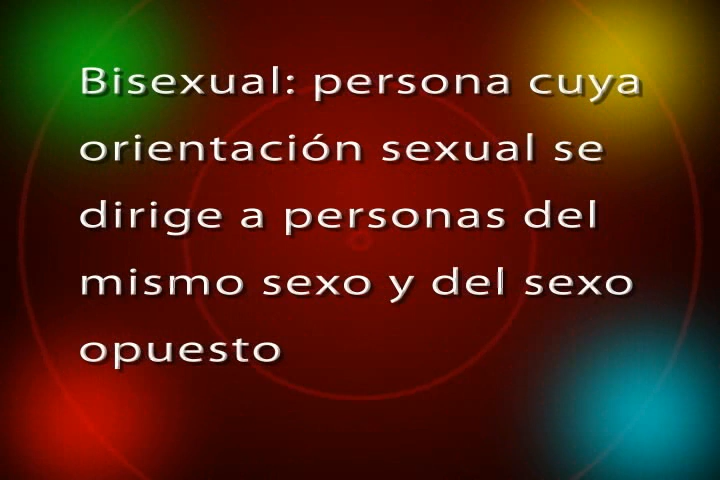 Bisexual: persona cuya
orientación sexual se
dirige a personas del
mismo sexo y del sexo
opuesto